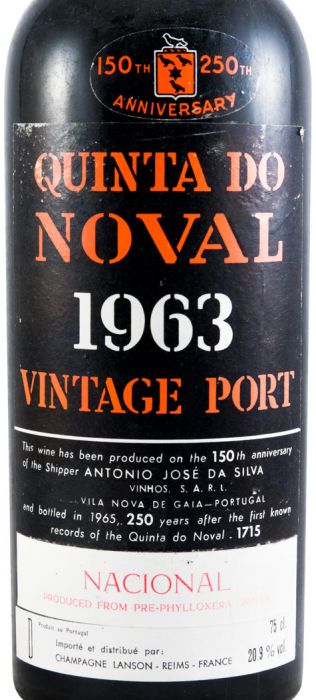 150TH 250TH
ANNIVERSARY
QUINTA DO
NOVAL
1963
VINTAGE PORT
This wine has been produced on the 150th anniversary
of the Shipper ANTONIO JOSÉ DA SILVA
VINHOS, S. A. R. L.
VILA NOVA DE GAIA—PORTUGAL
and bottled in 1965, 250 years after the first known
records of the Quinta do Noval - 1715
NACIONAL
PRODUCED FROM PRE-PHYLLOXERA
Produit au Portugal
75 cl.
Importé et distribué par:
20.9 % vol.
CHAMPAGNE LANSON - REIMS - FRANCE